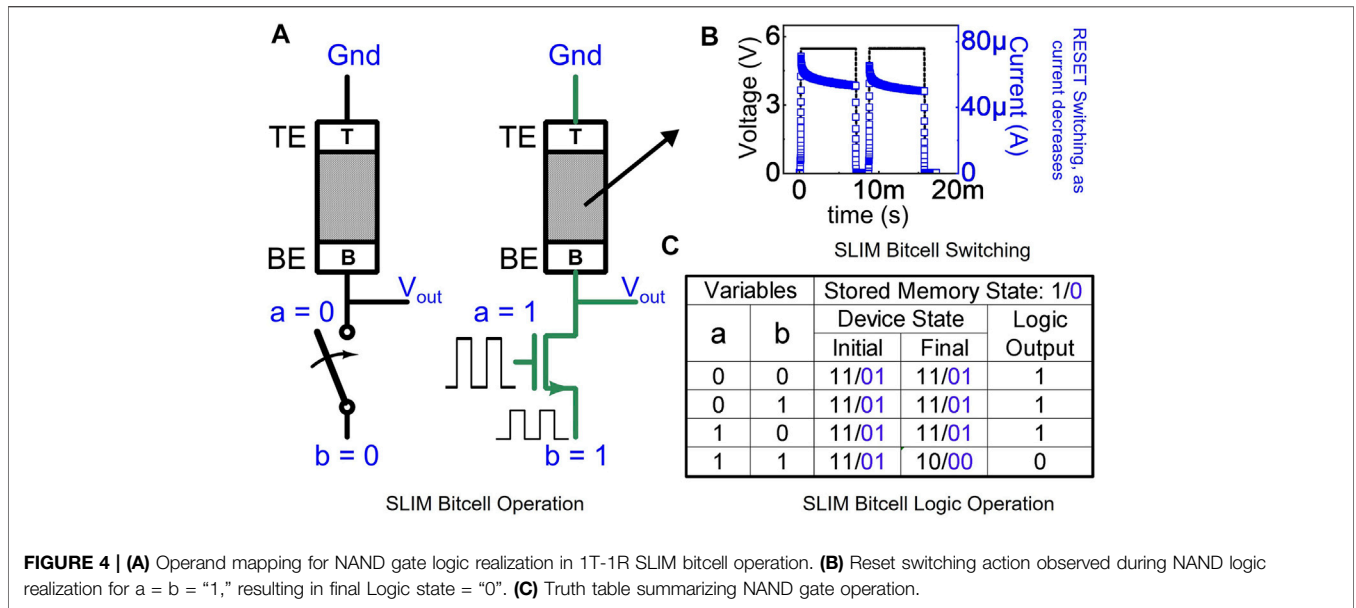 A
Gnd
Gnd
TE
T
TE
T
BE
B
BE
B
Vout
Vout
a = 0
a = 1
b = 0
b = 1
SLIM Bitcell Operation
B
Voltage (V)
6
3
0
80µ
40µ
0
Current (A)
RESET Switching, as
current decreases
0 10m 20m
time (s)
SLIM Bitcell Switching
C
Variables Stored Memory State: 1/0
a b Device State Logic Output
Initial Final
0 0 11/01 11/01 1
0 1 11/01 11/01 1
1 0 11/01 11/01 1
1 1 11/01 10/00 0
SLIM Bitcell Logic Operation
FIGURE 4 | (A) Operand mapping for NAND gate logic realization in 1T-1R SLIM bitcell operation. (B) Reset switching action observed during NAND logic
realization for a = b = “1,” resulting in final Logic state = “0”. (C) Truth table summarizing NAND gate operation.